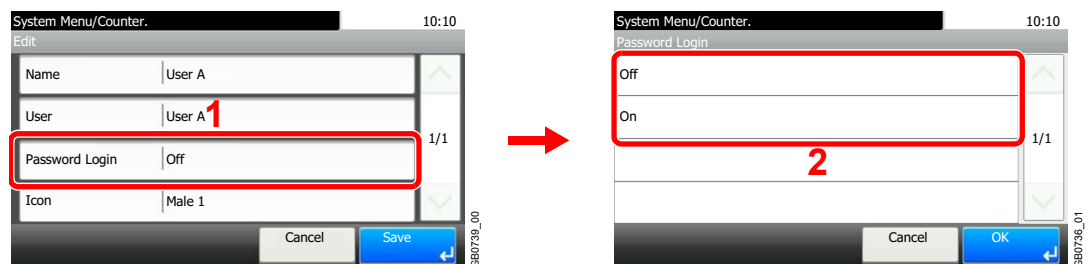 System Menu/Counter. 10:10
Edit
Name User A
User User A
1
Password Login Off
1/1
Icon Male 1
Cancel Save
GB0739_00
System Menu/Counter. 10:10
Password Login
Off
On
1/1
2
Cancel OK
GB0736_01